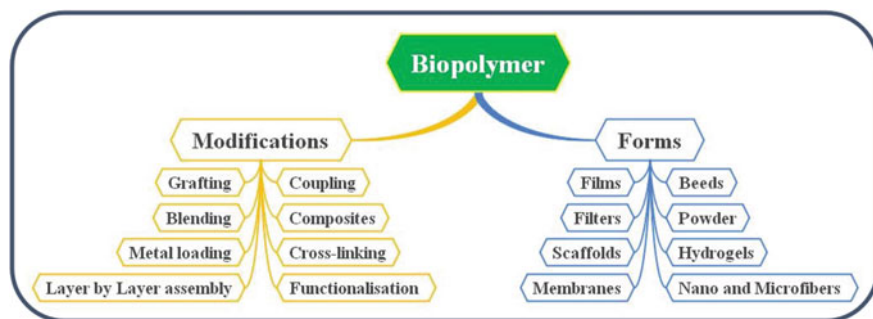 Biopolymer
Modifications
Grafting
Coupling
Blending
Composites
Metal loading
Cross-linking
Layer by Layer assembly
Functionalisation
Forms
Films
Beeds
Filters
Powder
Scaffolds
Hydrogels
Membranes
Nano and Microfibers